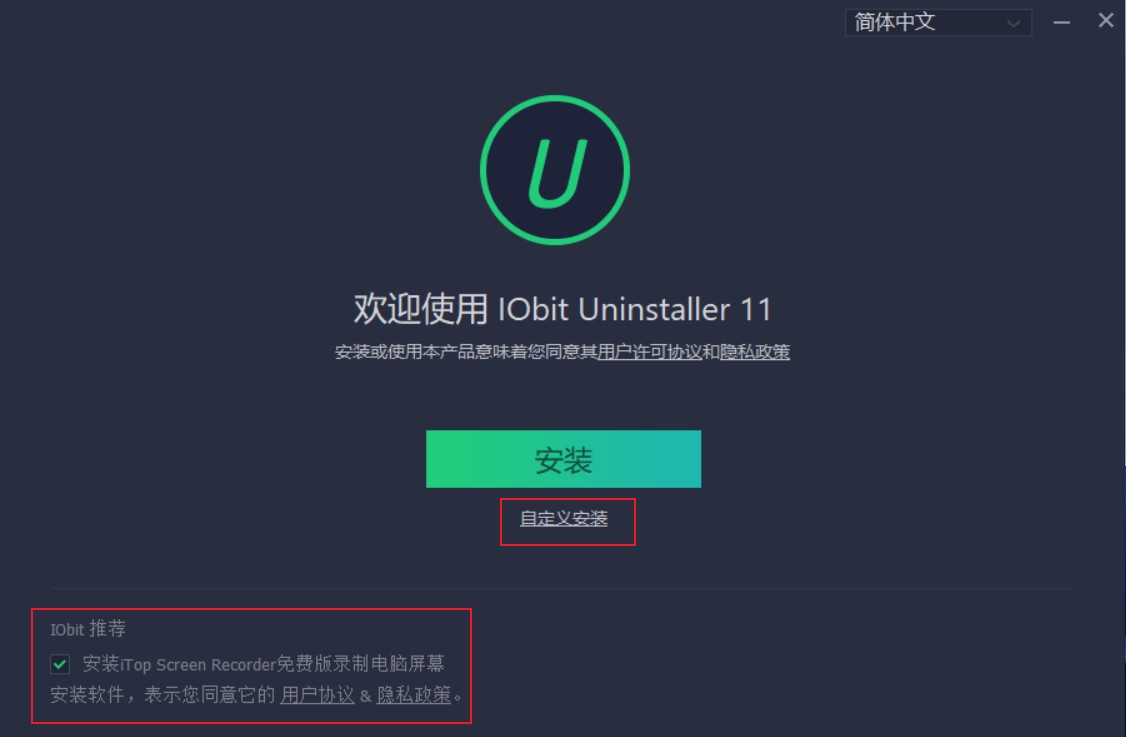 简体中文
U
欢迎使用 IObit Uninstaller 11
安装或使用本产品意味着您同意其用户许可协议和隐私政策
安装
自定义安装
IObit 推荐
安装iTop Screen Recorder免费版录制电脑屏幕
安装软件，表示您同意它的 用户协议 & 隐私政策。